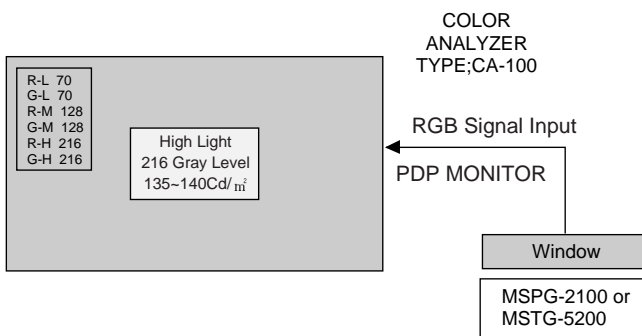 COLOR
ANALYZER
TYPE;CA-100
R-L 70
G-L 70
R-M 128
G-M 128
R-H 216
G-H 216
High Light
216 Gray Level
135~140Cd/㎡
RGB Signal Input
PDP MONITOR
Window
MSPG-2100 or
MSTG-5200